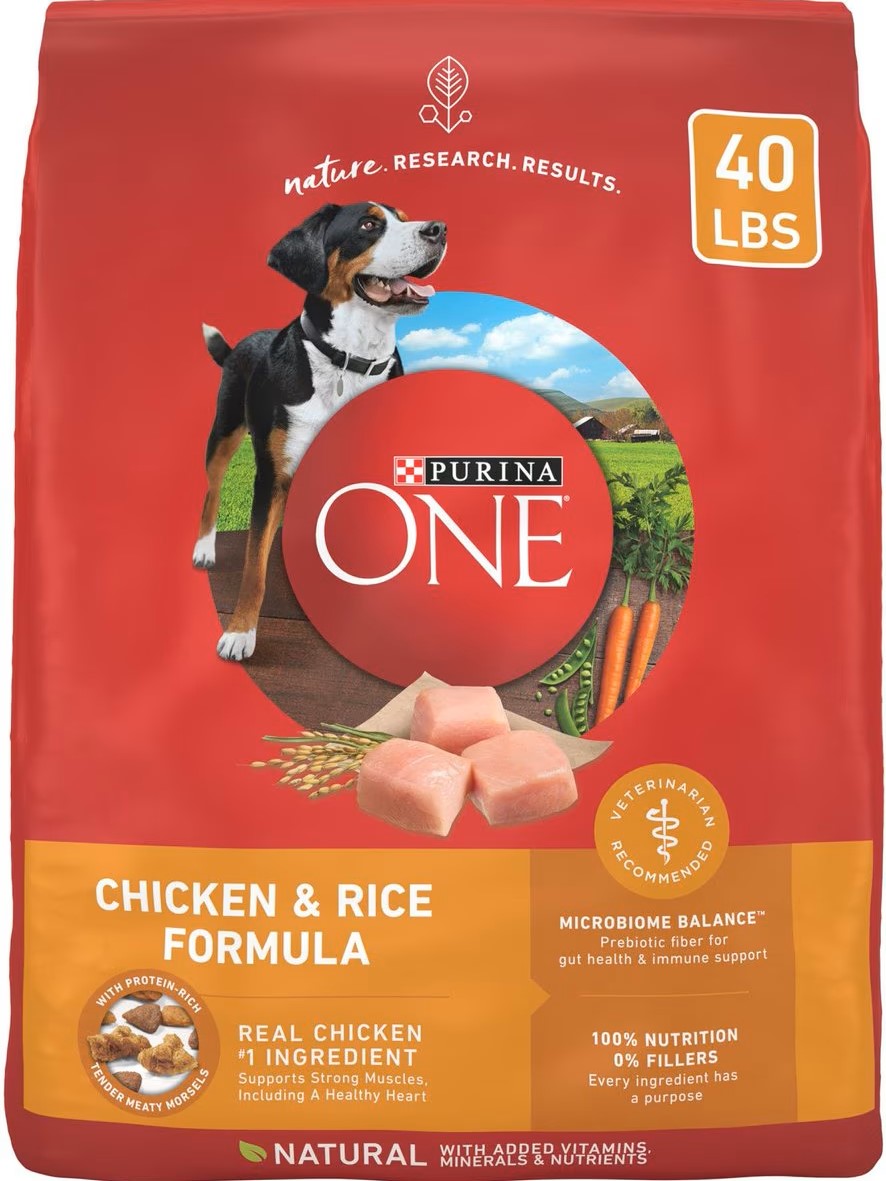 nature. RESEARCH. RESULTS.
40
LBS
PURINA
ONE®
VETERINARIAN
RECOMMENDED
CHICKEN & RICE
FORMULA
WITH PROTEIN-RICH
TENDER MEATY MORSELS
REAL CHICKEN
#1 INGREDIENT
Supports Strong Muscles,
Including A Healthy Heart
MICROBIOME BALANCE™
Prebiotic fiber for
gut health & immune support
100% NUTRITION
0% FILLERS
Every ingredient has
a purpose
NATURAL WITH ADDED VITAMINS,
MINERALS & NUTRIENTS